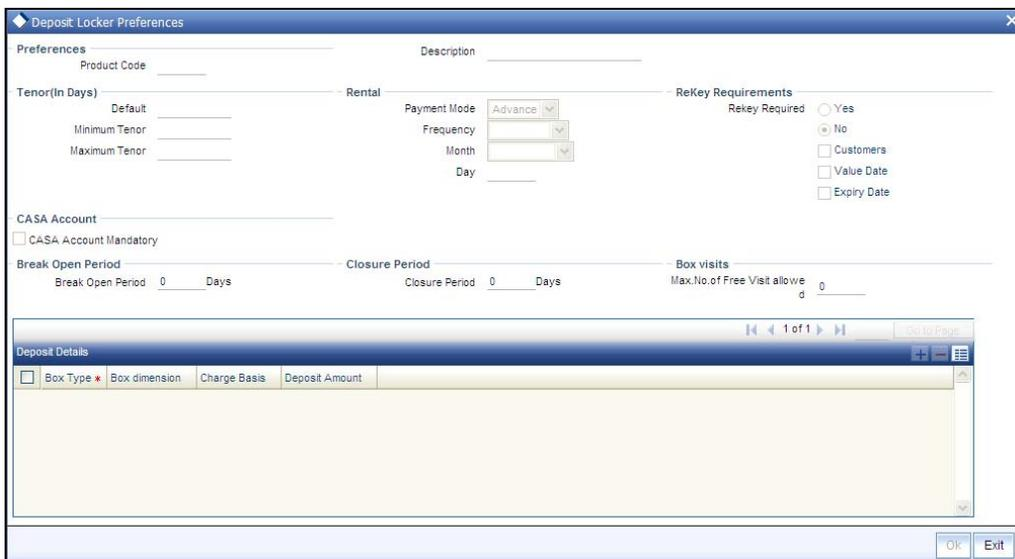 Deposit Locker Preferences
Preferences
Product Code
Description
Tenor(In Days)
Default
Minimum Tenor
Maximum Tenor
Rental
Payment Mode Advance
Frequency
Month
Day
ReKey Requirements
Rekey Required Yes
No
Customers
Value Date
Expiry Date
CASA Account
CASA Account Mandatory
Break Open Period
Break Open Period 0 Days
Closure Period
Closure Period 0 Days
Box visits
Max.No.of Free Visit allowe
d 0
1 of 1 Go to Page
Deposit Details
Box Type * Box dimension Charge Basis Deposit Amount
Ok Exit